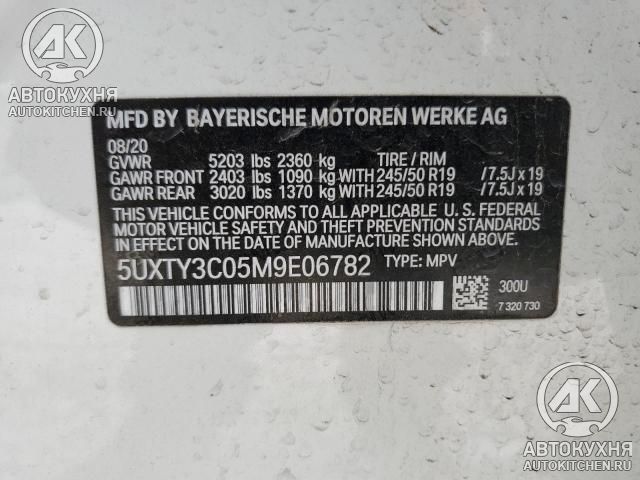 АК
АВТОКУХНЯ
AUTOKITCHEN.RU
АК
АВТОКУХНЯ
AUTOKITCHEN.RU
MFD BY BAYERISCHE MOTOREN WERKE AG
08/20
GVWR 5203 lbs 2360 kg TIRE / RIM
GAWR FRONT 2403 lbs 1090 kg WITH 245/50 R19 /7.5J x 19
GAWR REAR 3020 lbs 1370 kg WITH 245/50 R19 /7.5J x 19
THIS VEHICLE CONFORMS TO ALL APPLICABLE U. S. FEDERAL
MOTOR VEHICLE SAFETY AND THEFT PREVENTION STANDARDS
IN EFFECT ON THE DATE OF MANUFACTURE SHOWN ABOVE.
5UXTY3C05M9E06782 TYPE: MPV
300U
7 320 730
АК
АВТОКУХНЯ
AUTOKITCHEN.RU